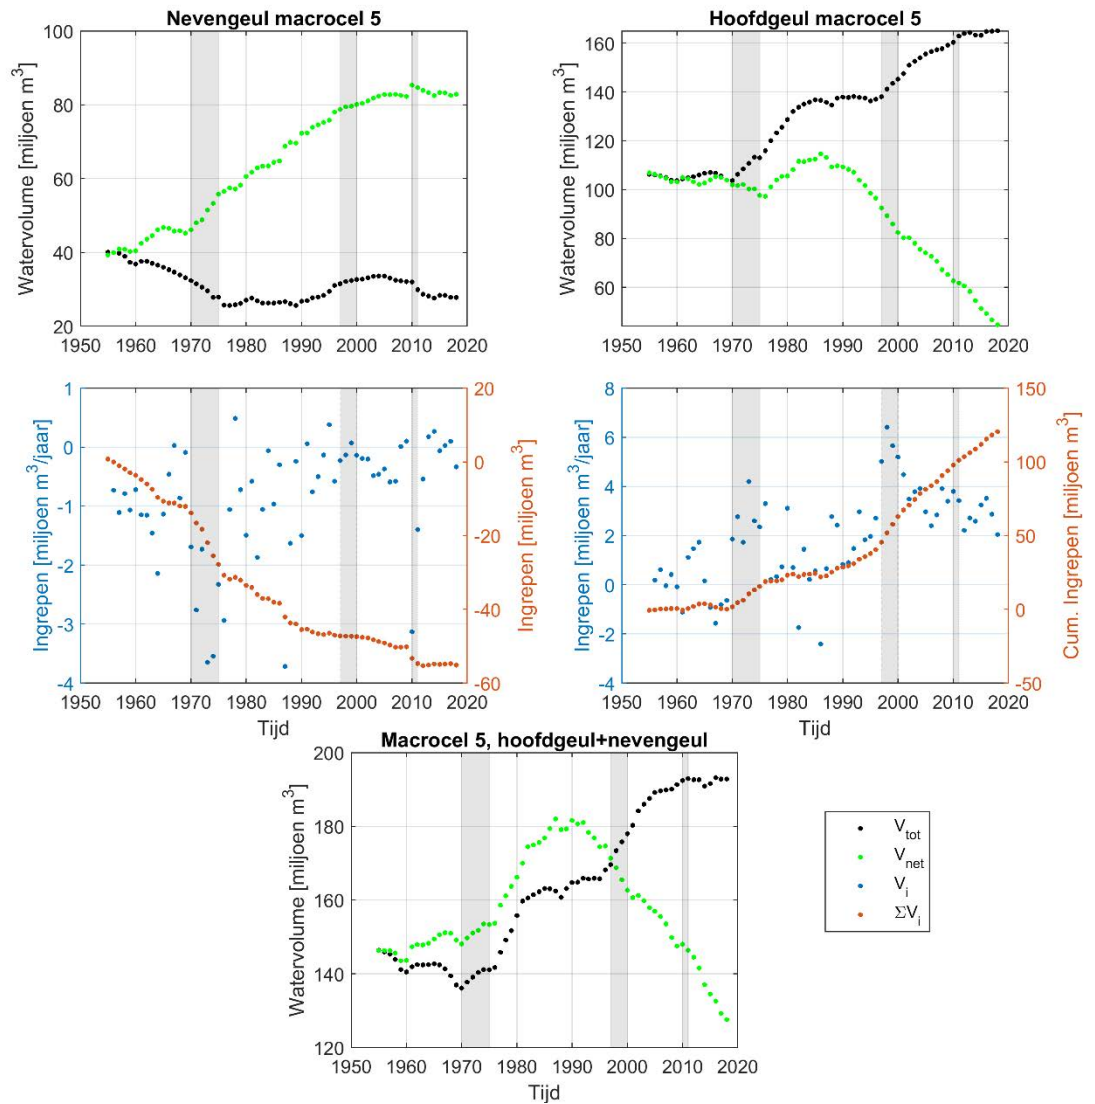 Nevengeul macrocel 5
Watervolume [miljoen m³]
100
80
60
40
20
1950 1960 1970 1980 1990 2000 2010 2020
Hoofdgeul macrocel 5
Watervolume [miljoen m³]
160
140
120
100
80
60
1950 1960 1970 1980 1990 2000 2010 2020
Ingrepen [miljoen m³/jaar]
1
0
-1
-2
-3
-4
20
0
-20
-40
-60
Ingrepen [miljoen m³]
1950 1960 1970 1980 1990 2000 2010 2020
Tijd
Ingrepen [miljoen m³/jaar]
8
6
4
2
0
-2
-4
150
100
50
0
-50
Cum. Ingrepen [miljoen m³]
1950 1960 1970 1980 1990 2000 2010 2020
Tijd
Macrocel 5, hoofdgeul+nevengeul
Watervolume [miljoen m³]
200
180
160
140
120
1950 1960 1970 1980 1990 2000 2010 2020
Tijd
V_tot
V_net
V_i
ΣV_i